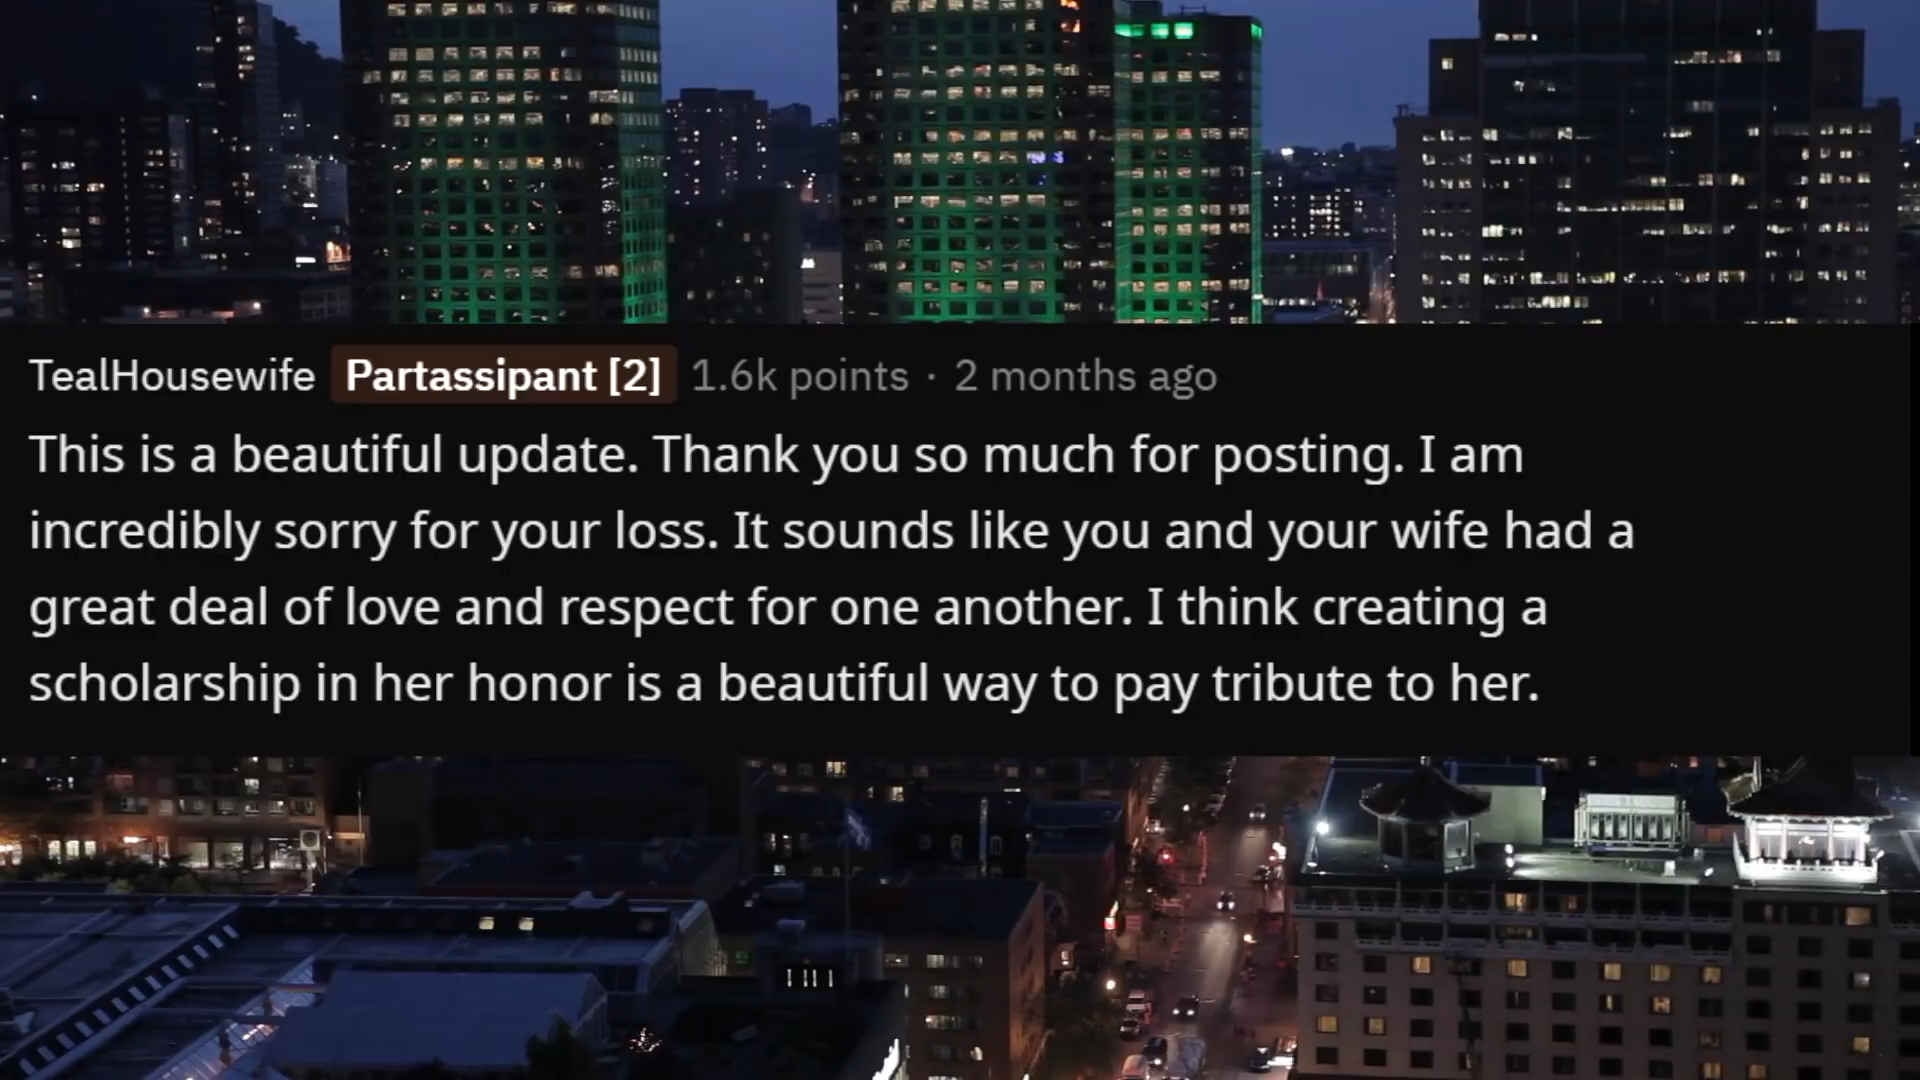 TealHousewife Partassipant [2] 1.6k points · 2 months ago
This is a beautiful update. Thank you so much for posting. I am
incredibly sorry for your loss. It sounds like you and your wife had a
great deal of love and respect for one another. I think creating a
scholarship in her honor is a beautiful way to pay tribute to her.